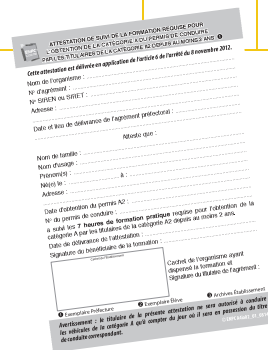 ATTESTATION DE SUIVI DE LA FORMATION REQUISE POUR
L'OBTENTION DE LA CATÉGORIE A DU PERMIS DE CONDUIRE
PAR LES TITULAIRES DE LA CATÉGORIE A2 DEPUIS AU MOINS 2 ANS ❶
Cette attestation est délivrée en application de l'article 6 de l'arrêté du 8 novembre 2012.
Nom de l'organisme :
N° d'agrément :
N° SIREN ou SIRET :
Adresse :
Date et lieu de délivrance de l'agrément préfectoral :
Atteste que :
Nom de famille :
Nom d'usage :
Prénom(s) :
Né(e) le : à :
Adresse :
Date d'obtention du permis A2 :
N° du permis de conduire :
a suivi les 7 heures de formation pratique requise pour l'obtention de la
catégorie A par les titulaires de la catégorie A2 depuis au moins 2 ans.
Date de délivrance de l'attestation :
Signature du bénéficiaire de la formation :
Cachet de l'organisme ayant
dispensé la formation et
Signature du titulaire de l'agrément :
❶ Exemplaire Préfecture ❷ Exemplaire Élève ❸ Archives Établissement
Avertissement : le titulaire de la présente attestation ne sera autorisé à conduire
les véhicules de la catégorie A qu'à compter du jour où il sera en possession du titre
de conduite correspondant.